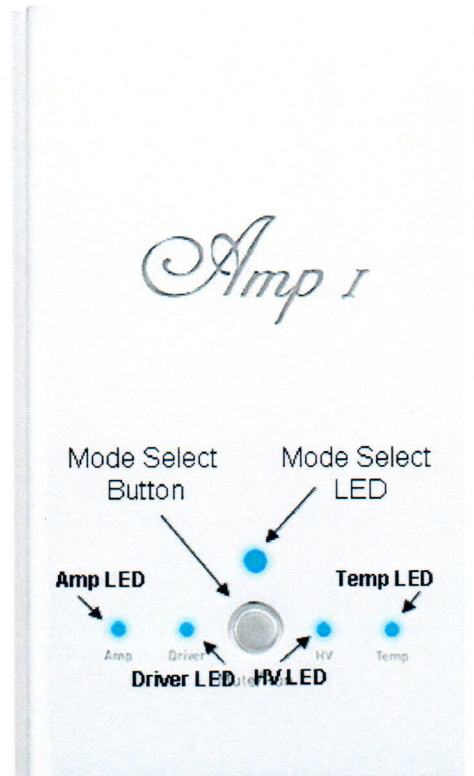 Amp I
Mode Select
Button
Mode Select
LED
Amp LED
Temp LED
Amp
Driver
HV
Temp
Driver LED
HV LED